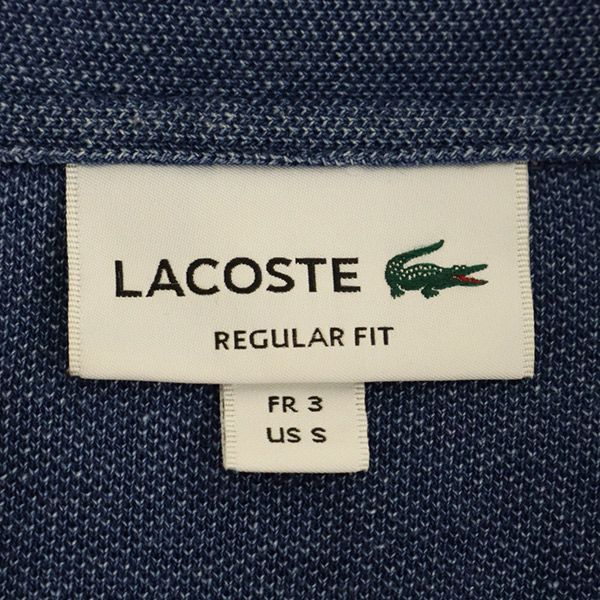 LACOSTE
REGULAR FIT
FR 3
US S